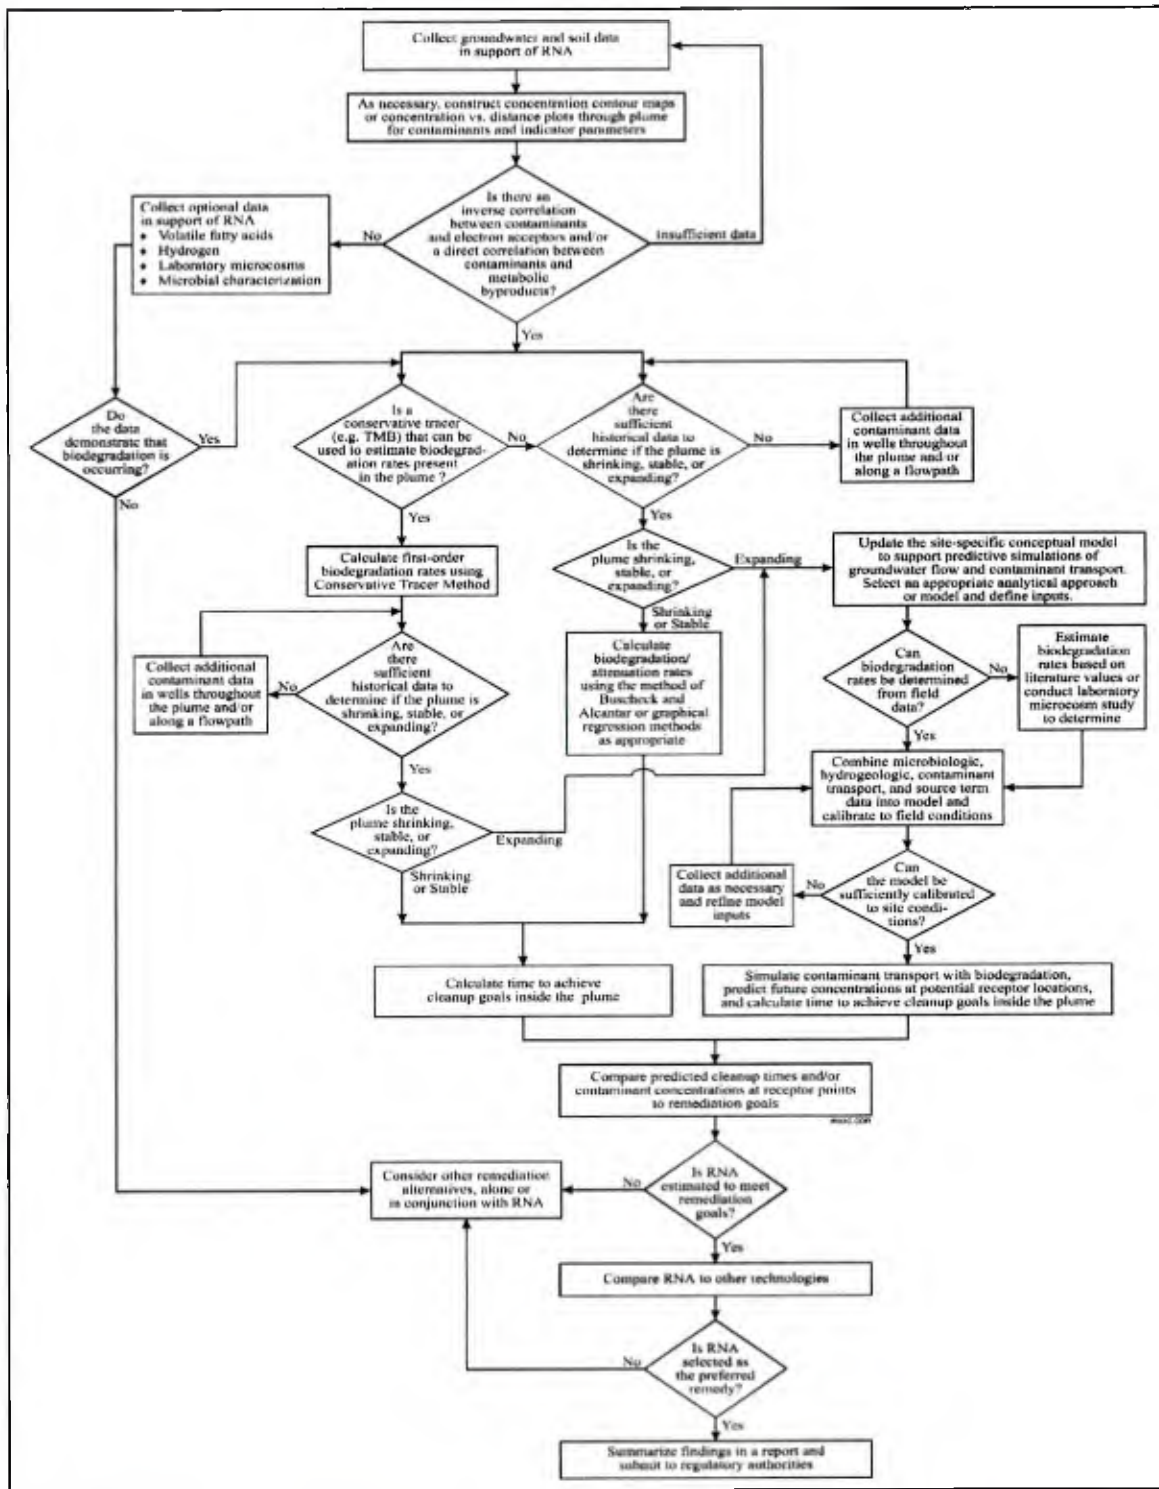 Collect groundwater and soil data
in support of RNA
As necessary, construct concentration contour maps
or concentration vs. distance plots through plume
for contaminants and indicator parameters
Is there an
inverse correlation
between contaminants
and electron acceptors and/or
a direct correlation between
contaminants and
metabolic
byproducts?
Insufficient data
No
Collect optional data
in support of RNA
♦ Volatile fatty acids
♦ Hydrogen
♦ Laboratory microcosms
♦ Microbial characterization
Yes
Do
the data
demonstrate that
biodegradation is
occurring?
Yes
No
Is a
conservative tracer
(e.g. TMB) that can be
used to estimate biodegrad-
ation rates present
in the plume ?
No
Yes
Are
there
sufficient
historical data to
determine if the plume is
shrinking, stable, or
expanding?
No
Collect additional
contaminant data
in wells throughout
the plume and/or
along a flowpath
Yes
Calculate first-order
biodegradation rates using
Conservative Tracer Method
Is the
plume shrinking,
stable, or
expanding?
Expanding
Shrinking
or Stable
Update the site-specific conceptual model
to support predictive simulations of
groundwater flow and contaminant transport.
Select an appropriate analytical approach
or model and define inputs.
Collect additional
contaminant data
in wells throughout
the plume and/or
along a flowpath
No
Are
there
sufficient
historical data to
determine if the plume is
shrinking, stable, or
expanding?
Yes
Calculate
biodegradation/
attenuation rates
using the method of
Buscheck and
Alcantar or graphical
regression methods
as appropriate
Can
biodegradation
rates be determined
from field
data?
No
Estimate
biodegradation
rates based on
literature values or
conduct laboratory
microcosm study
to determine
Yes
Is the
plume shrinking,
stable, or
expanding?
Expanding
Shrinking
or Stable
Combine microbiologic,
hydrogeologic, contaminant
transport, and source term
data into model and
calibrate to field conditions
Collect additional
data as necessary
and refine model
inputs
No
Can
the model be
sufficiently calibrated
to site condi-
tions?
Yes
Calculate time to achieve
cleanup goals inside the plume
Simulate contaminant transport with biodegradation,
predict future concentrations at potential receptor locations,
and calculate time to achieve cleanup goals inside the plume
Compare predicted cleanup times and/or
contaminant concentrations at receptor points
to remediation goals
Consider other remediation
alternatives, alone or
in conjunction with RNA
No
Is RNA
estimated to meet
remediation
goals?
Yes
Compare RNA to other technologies
No
Is RNA
selected as
the preferred
remedy?
Yes
Summarize findings in a report and
submit to regulatory authorities